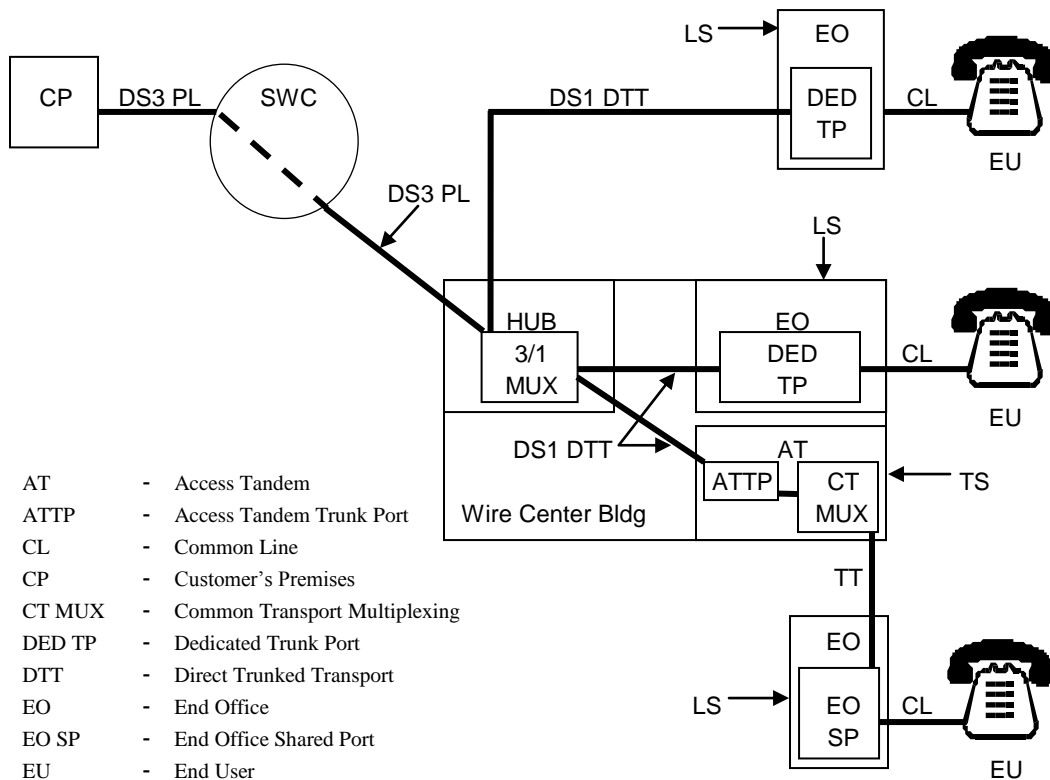 LS
EO
CP
DS3 PL
SWC
DS1 DTT
DED
TP
CL
EU
DS3 PL
LS
HUB
3/1
MUX
EO
DED
TP
CL
EU
DS1 DTT
AT
ATTP
CT
MUX
TS
Wire Center Bldg
TT
EO
LS
EO
SP
CL
EU
AT - Access Tandem
ATTP - Access Tandem Trunk Port
CL - Common Line
CP - Customer’s Premises
CT MUX - Common Transport Multiplexing
DED TP - Dedicated Trunk Port
DTT - Direct Trunked Transport
EO - End Office
EO SP - End Office Shared Port
EU - End User